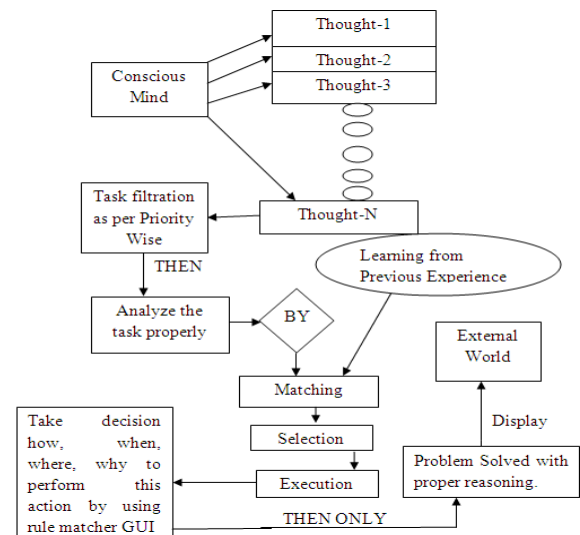 Thought-1
Thought-2
Thought-3
Conscious
Mind
Thought-N
Task filtration
as per Priority
Wise
THEN
Learning from
Previous Experience
Analyze the
task properly
BY
External
World
Matching
Display
Selection
Take decision
how, when,
where, why to
perform this
action by using
rule matcher GUI
Execution
Problem Solved with
proper reasoning.
THEN ONLY